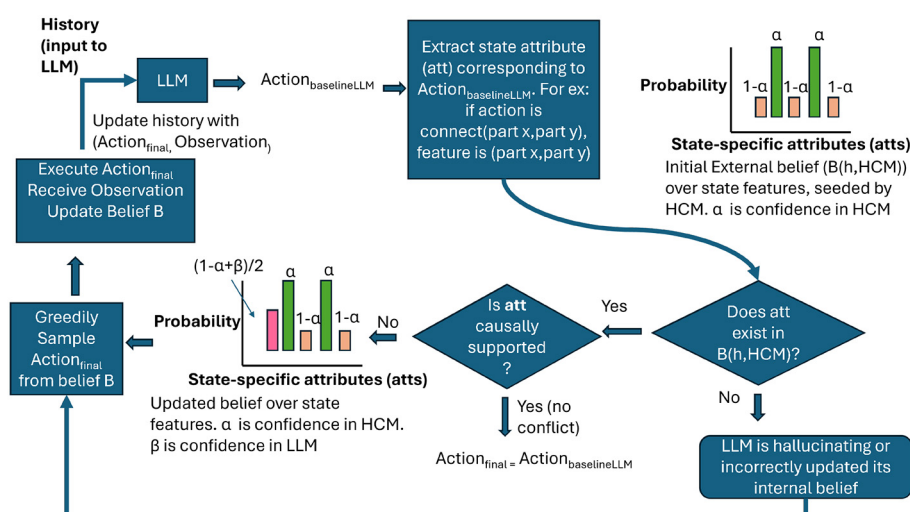 History
(input to
LLM)
LLM
Action_baselineLLM
Update history with
(Action_final, Observation)
Execute Action_final
Receive Observation
Update Belief B
Greedily
Sample
Action_final
from belief B
Extract state attribute
(att) corresponding to
Action_baselineLLM. For ex:
if action is
connect(part x,part y),
feature is (part x,part y)
α
α
Probability
1-α
1-α
1-α
State-specific attributes (atts)
Initial External belief (B(h,HCM))
over state features, seeded by
HCM. α is confidence in HCM
Does att
exist in
B(h,HCM)?
Yes
No
LLM is hallucinating or
incorrectly updated its
internal belief
Is att
causally
supported
?
No
Yes (no
conflict)
Action_final = Action_baselineLLM
(1-α+β)/2
α
α
Probability
1-α
1-α
State-specific attributes (atts)
Updated belief over state
features. α is confidence in HCM.
β is confidence in LLM